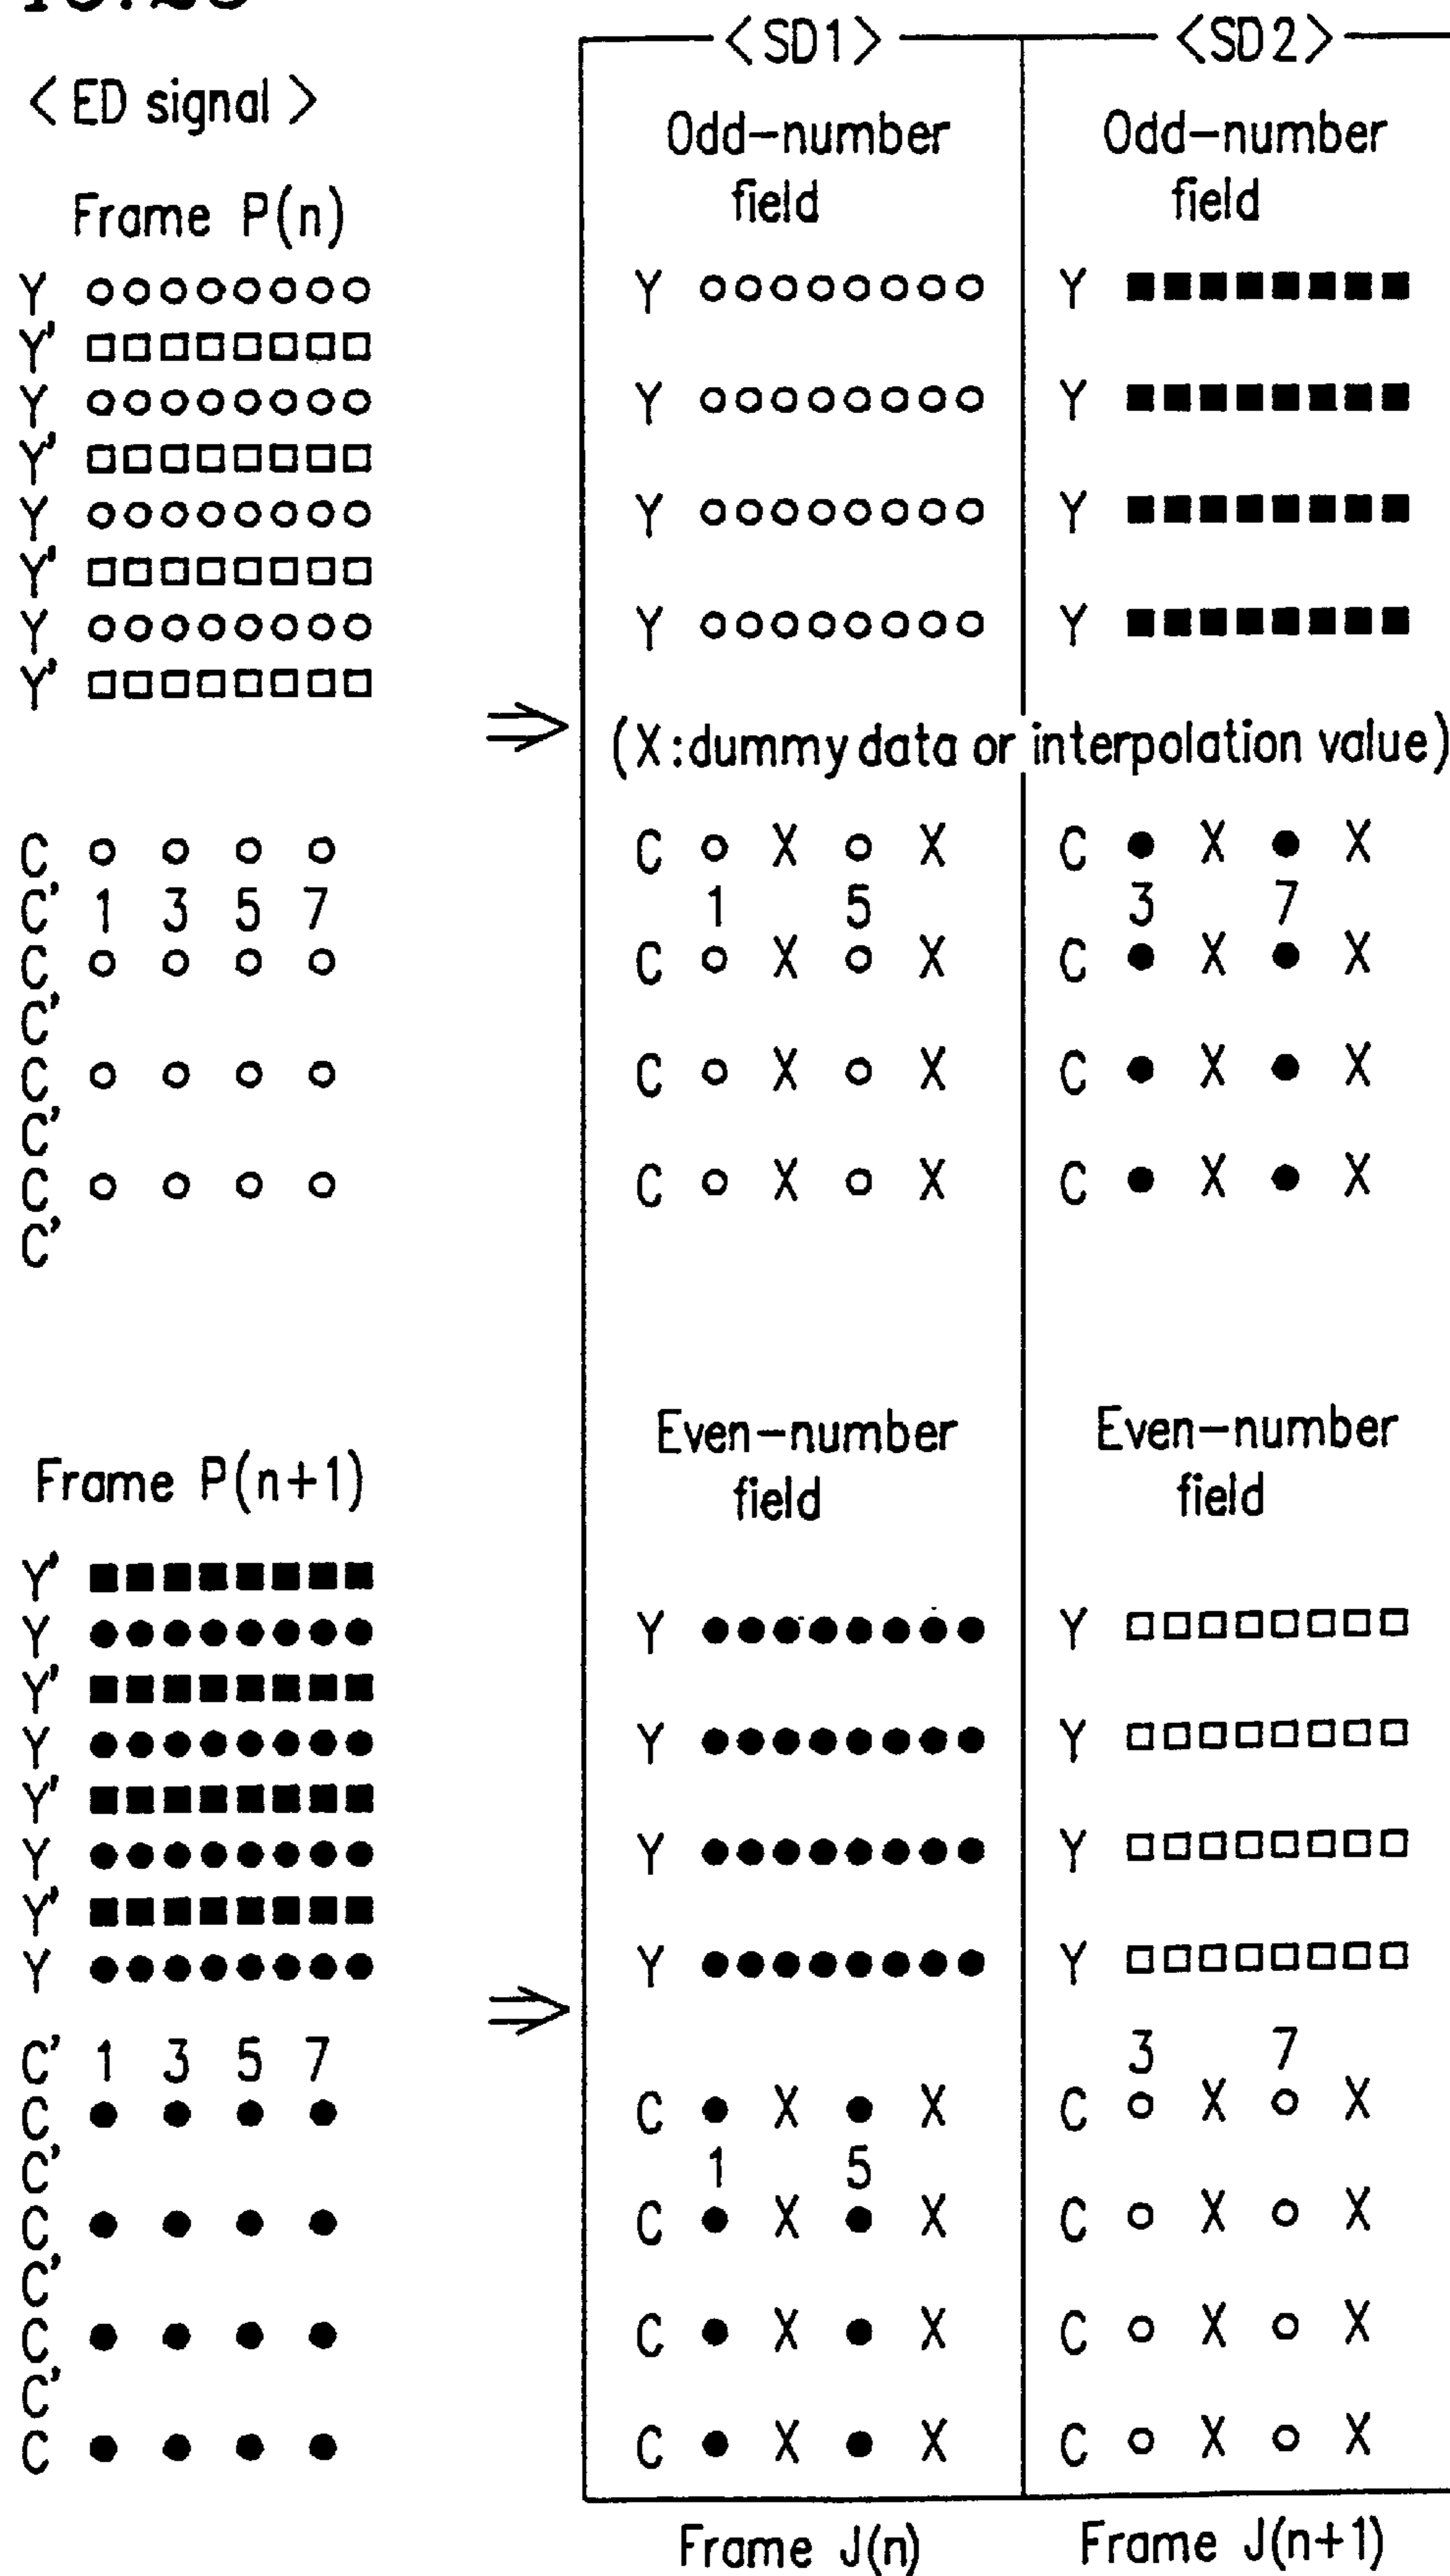 <ED signal>
Frame P(n)
Y
Y'
Y
Y'
Y
Y'
Y
Y'
C
C' 1 3 5 7
C
C'
C
C'
C
C'
Frame P(n+1)
Y'
Y
Y'
Y
Y'
Y
Y'
Y
C' 1 3 5 7
C
C'
C
C'
C
C'
C
<SD1>
Odd-number
field
Y
Y
Y
Y
(X:dummy data or interpolation value)
C X X
1 5
C X X
C X X
C X X
Even-number
field
Y
Y
Y
Y
C X X
1 5
C X X
C X X
C X X
Frame J(n)
<SD2>
Odd-number
field
Y
Y
Y
Y
C X X
3 7
C X X
C X X
C X X
Even-number
field
Y
Y
Y
Y
3 7
C X X
C X X
C X X
C X X
Frame J(n+1)